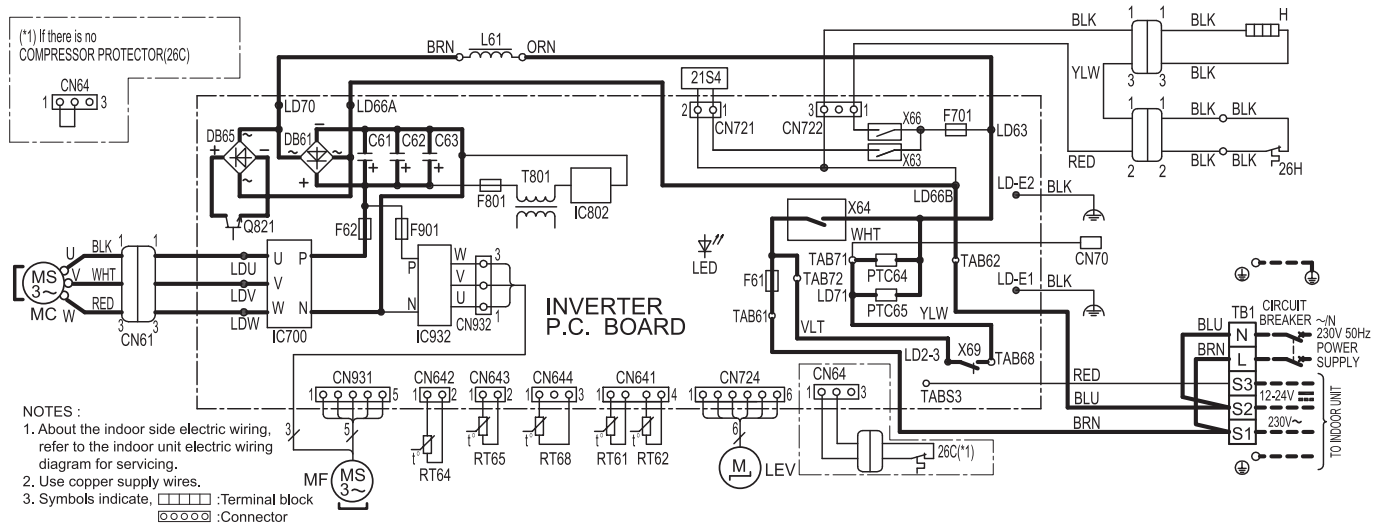 (*1) If there is no
COMPRESSOR PROTECTOR(26C)
CN64
1 3
BRN L61 ORN
BLK 1 1 BLK H
YLW
3 3 BLK
1 1 BLK BLK
RED 2 2 BLK BLK 26H
21S4
2 1 CN721
3 1 CN722
X66 F701
X63
LD63
LD70 LD66A
DB65 ~ DB61 − C61 C62 C63
+ − ~ ~ + + +
~ +
Q821
F801 T801 IC802
F62 F901
LD66B
LD-E2 BLK
X64
WHT
LED
TAB71
TAB72
PTC64
F61
LD71
PTC65
TAB61
YLW
VLT
LD2-3 X69 TAB68
TAB62
CN70
LD-E1 BLK
TABS3
MS
3~
MC
U BLK 1 1 LDU U P
V WHT LDV V
W RED 3 3 LDW W N
CN61 IC700
P W 3
V
N U 1
IC932 CN932
INVERTER
P.C. BOARD
CN931 CN642 CN643 CN644 CN641 CN724 CN64
1 5 1 2 1 2 1 3 1 4 1 6 1 3
3 5 6
t° t° t° t° t°
RT64 RT65 RT68 RT61 RT62
MF MS
3~
M LEV
26C(*1)
RED
BLU
BRN
TB1
CIRCUIT
BREAKER
~/N
230V 50Hz
POWER
SUPPLY
BLU N
BRN L
S3
12-24V
S2
230V~
S1
TO INDOOR UNIT
NOTES :
1. About the indoor side electric wiring,
refer to the indoor unit electric wiring
diagram for servicing.
2. Use copper supply wires.
3. Symbols indicate, :Terminal block
:Connector